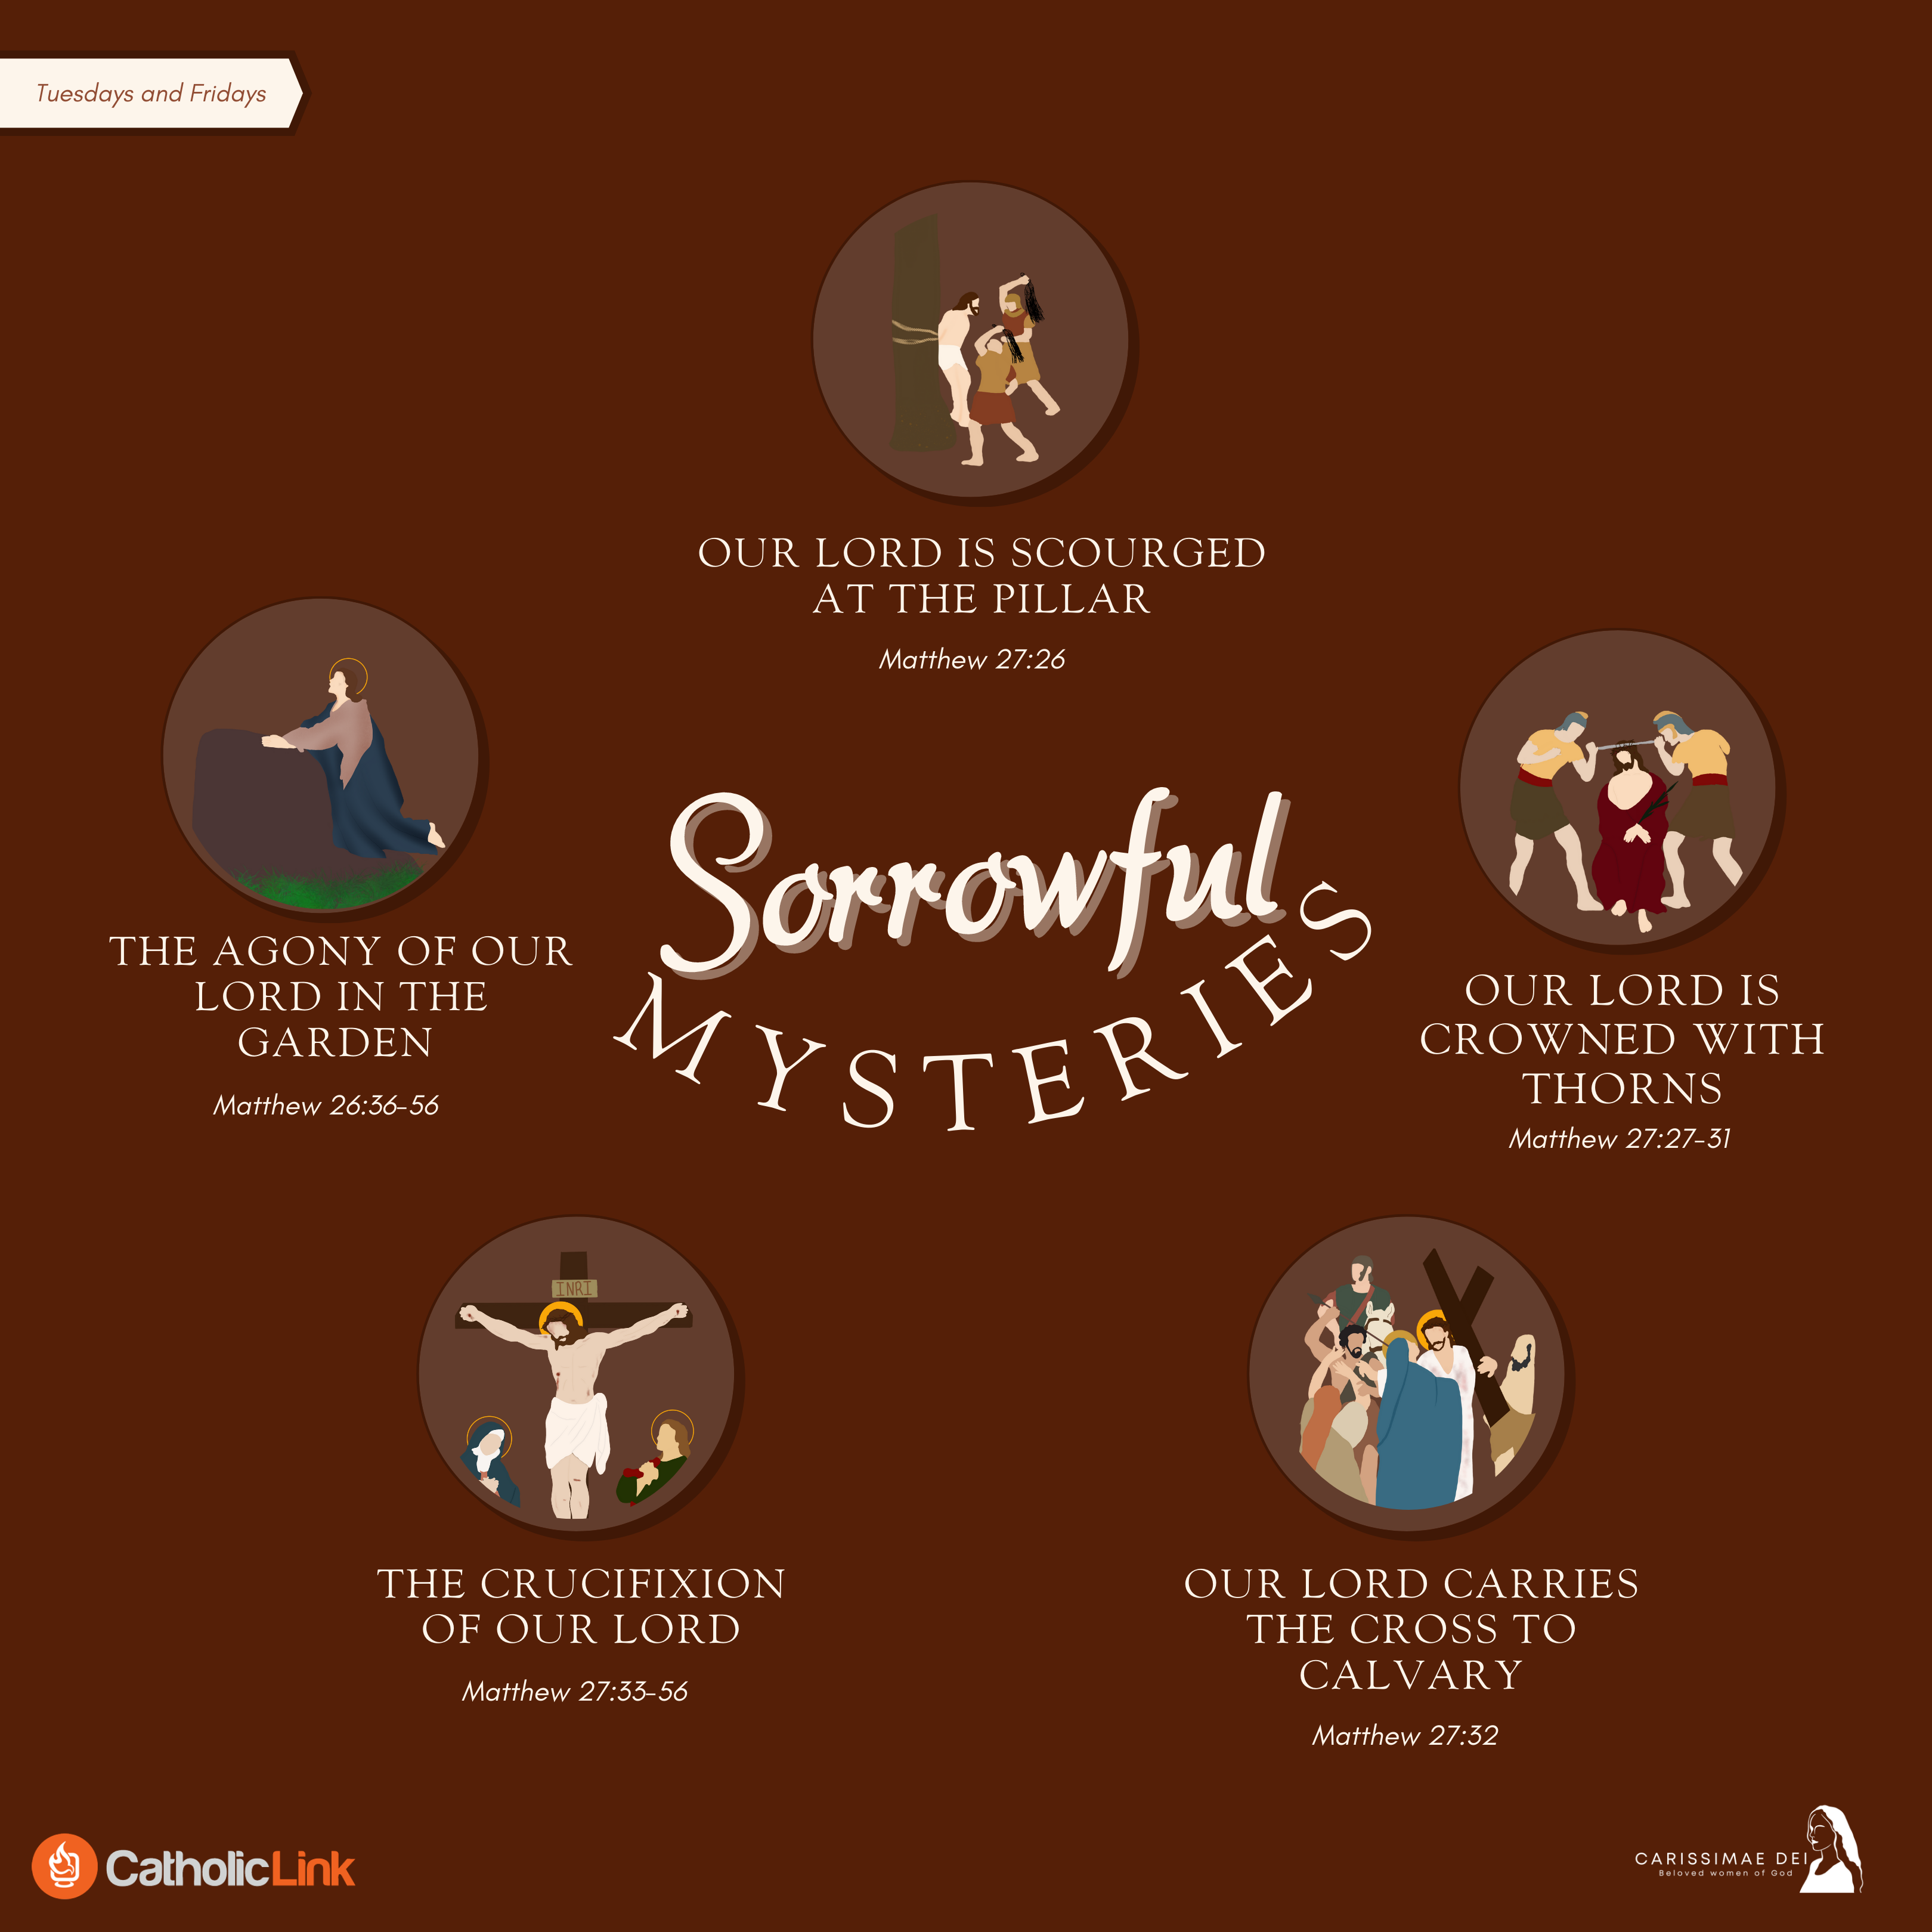 Tuesdays and Fridays
OUR LORD IS SCOURGED
AT THE PILLAR
Matthew 27:26
THE AGONY OF OUR
LORD IN THE
GARDEN
Matthew 26:36-56
Sorrowful
MYSTERIES
OUR LORD IS
CROWNED WITH
THORNS
Matthew 27:27-31
INRI
THE CRUCIFIXION
OF OUR LORD
Matthew 27:33-56
OUR LORD CARRIES
THE CROSS TO
CALVARY
Matthew 27:32
CatholicLink
CARISSIMAE DEI
Beloved women of God